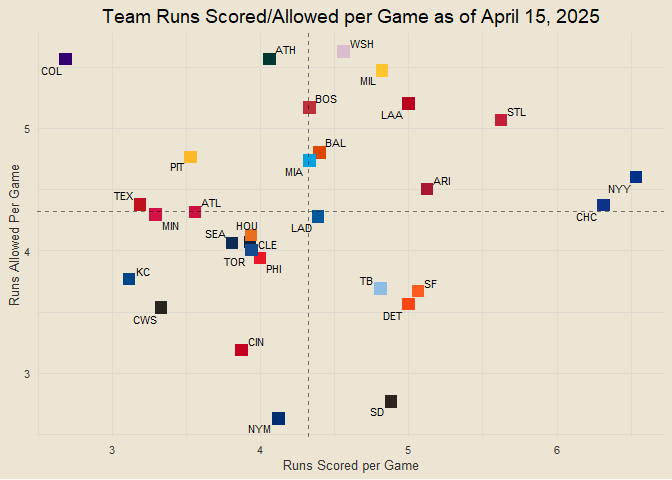 Team Runs Scored/Allowed per Game as of April 15, 2025
WSH
ATH
COL
MIL
BOS
LAA
STL
5
BAL
PIT
MIA
ARI
NYY
TEX
ATL
CHC
MIN
HOU
LAD
SEA
CLE
4
TOR
PHI
KC
TB
SF
CWS
DET
CIN
3
SD
NYM
3
4
5
6
Runs Scored per Game
Runs Allowed Per Game